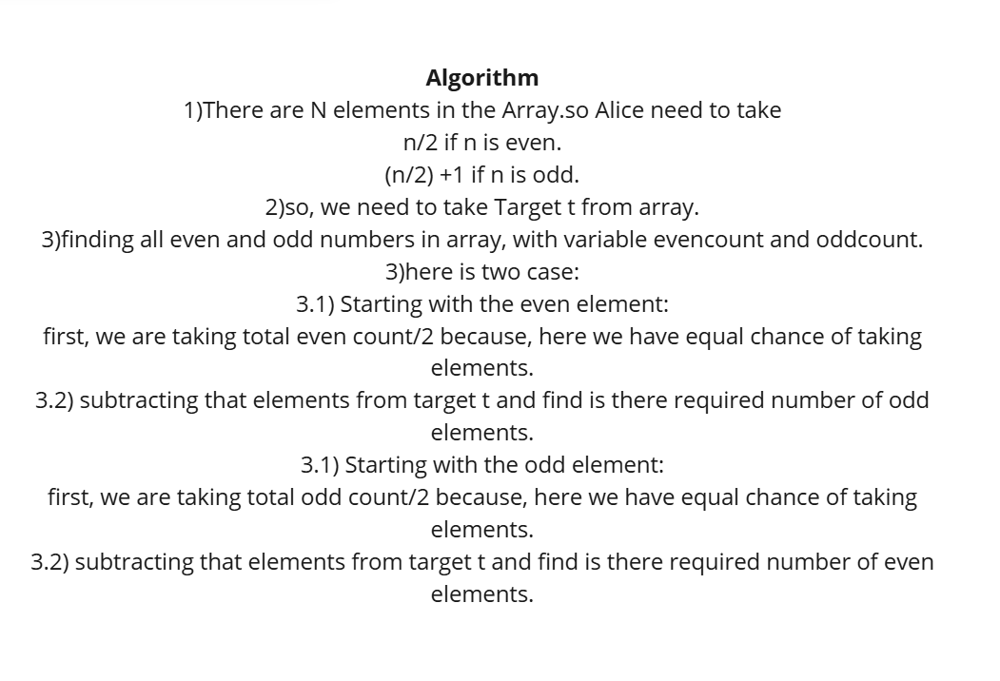 Algorithm
1)There are N elements in the Array.so Alice need to take
n/2 if n is even.
(n/2) +1 if n is odd.
2)so, we need to take Target t from array.
3)finding all even and odd numbers in array, with variable evencount and oddcount.
3)here is two case:
3.1) Starting with the even element:
first, we are taking total even count/2 because, here we have equal chance of taking
elements.
3.2) subtracting that elements from target t and find is there required number of odd
elements.
3.1) Starting with the odd element:
first, we are taking total odd count/2 because, here we have equal chance of taking
elements.
3.2) subtracting that elements from target t and find is there required number of even
elements.